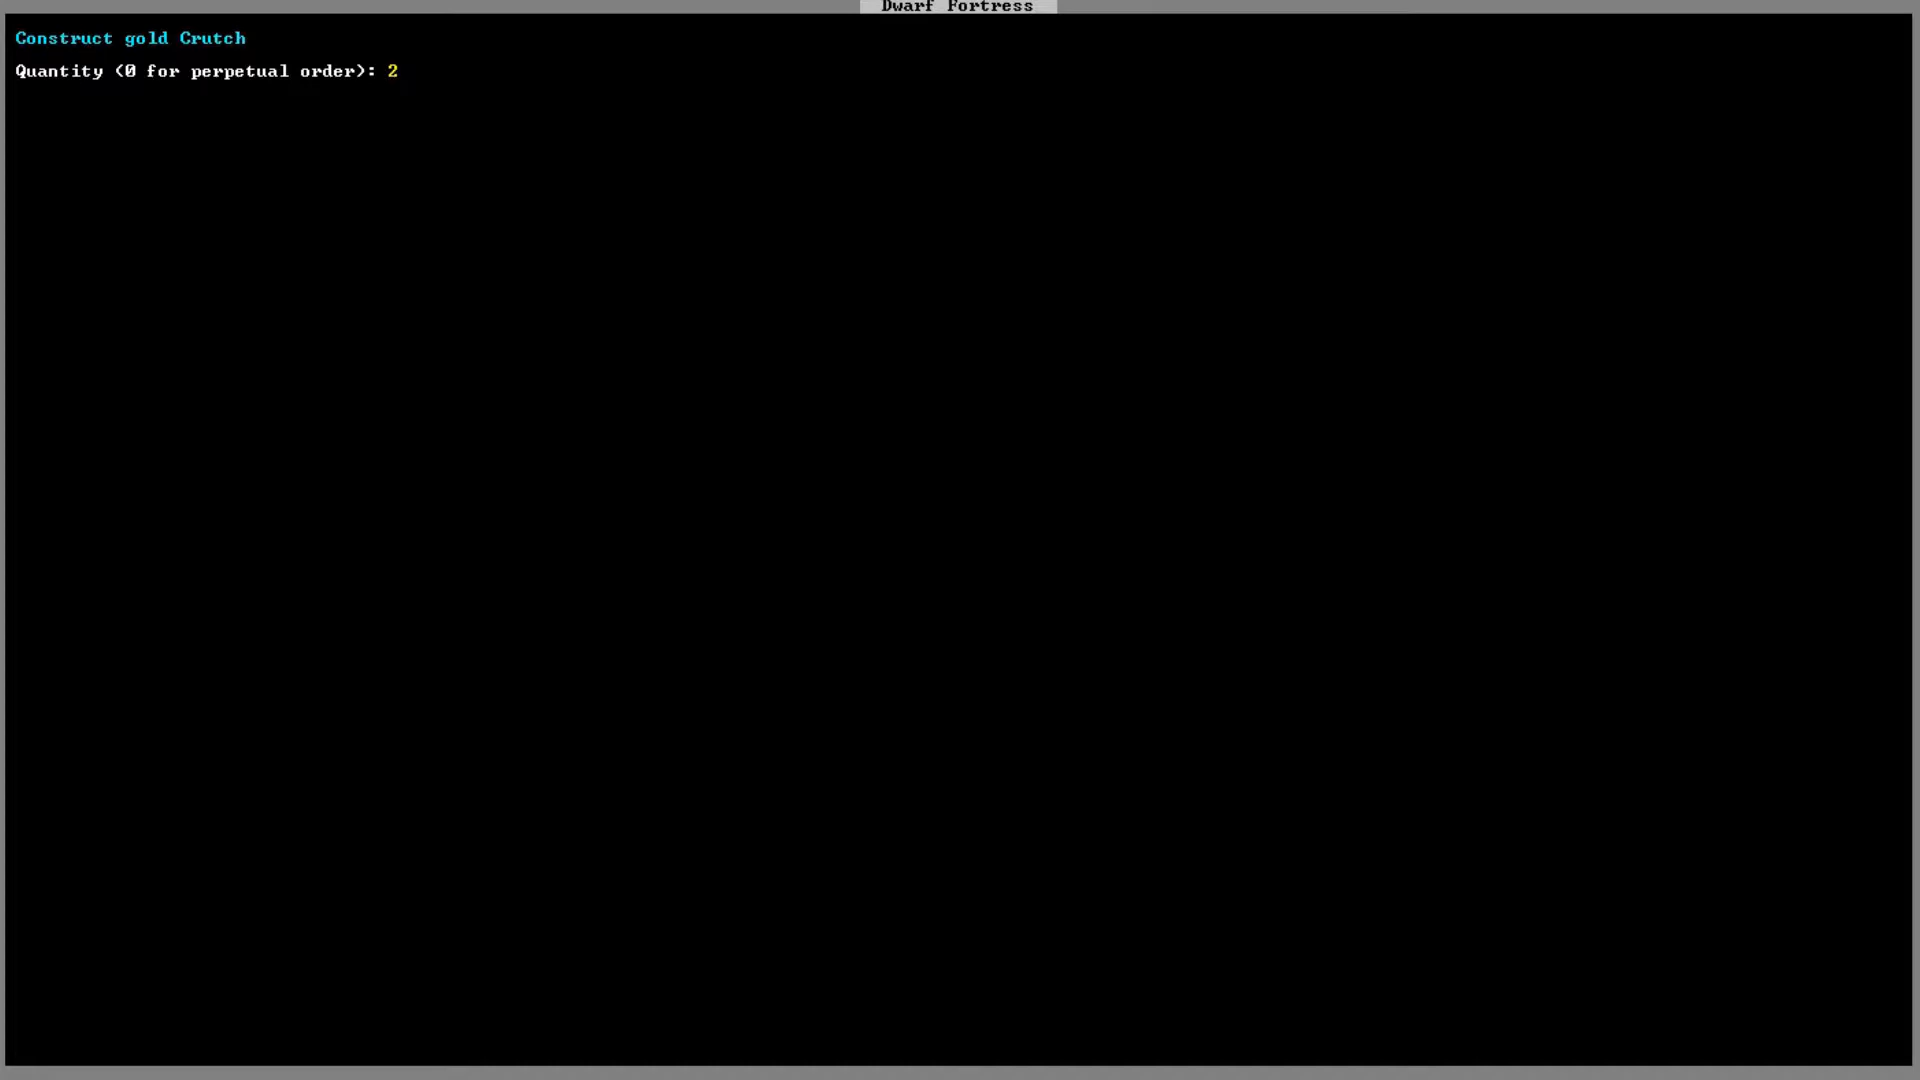 Dwarf Fortress
Construct gold Crutch
Quantity (0 for perpetual order): 2